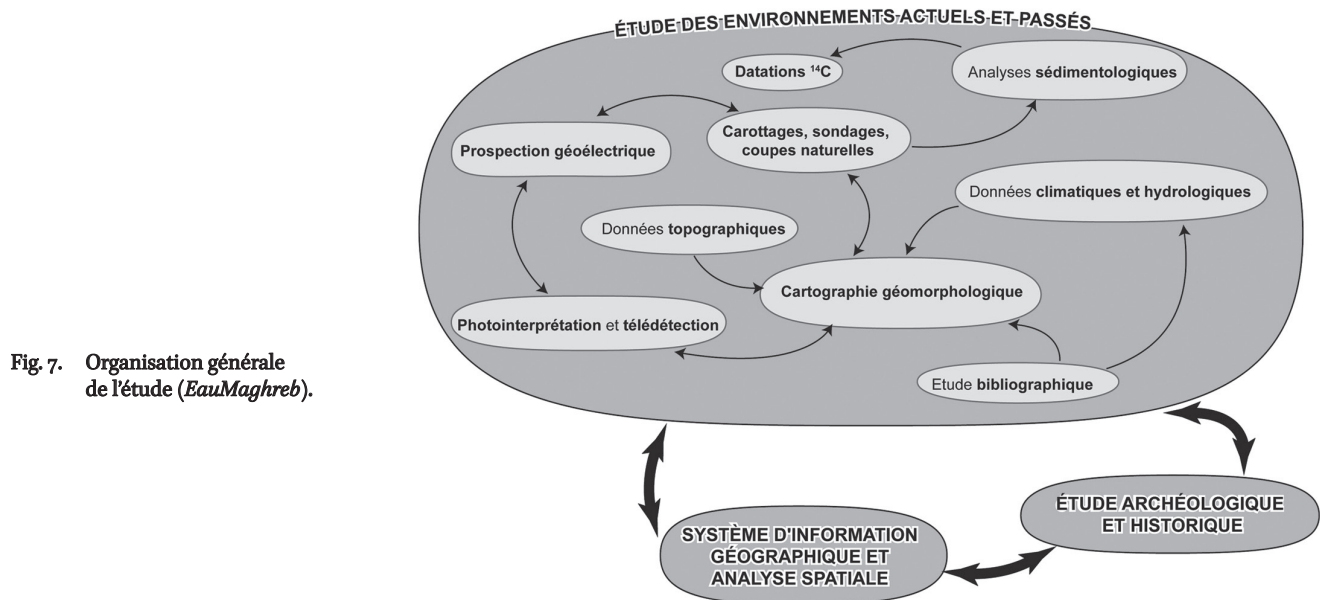 ÉTUDE DES ENVIRONNEMENTS ACTUELS ET PASSÉS
Datations ¹⁴C
Analyses sédimentologiques
Carottages, sondages,
coupes naturelles
Prospection géoélectrique
Données climatiques et hydrologiques
Données topographiques
Cartographie géomorphologique
Photointerprétation et télédétection
Etude bibliographique
Fig. 7. Organisation générale
de l'étude (EauMaghreb).
ÉTUDE ARCHÉOLOGIQUE
ET HISTORIQUE
SYSTÈME D'INFORMATION
GÉOGRAPHIQUE ET
ANALYSE SPATIALE